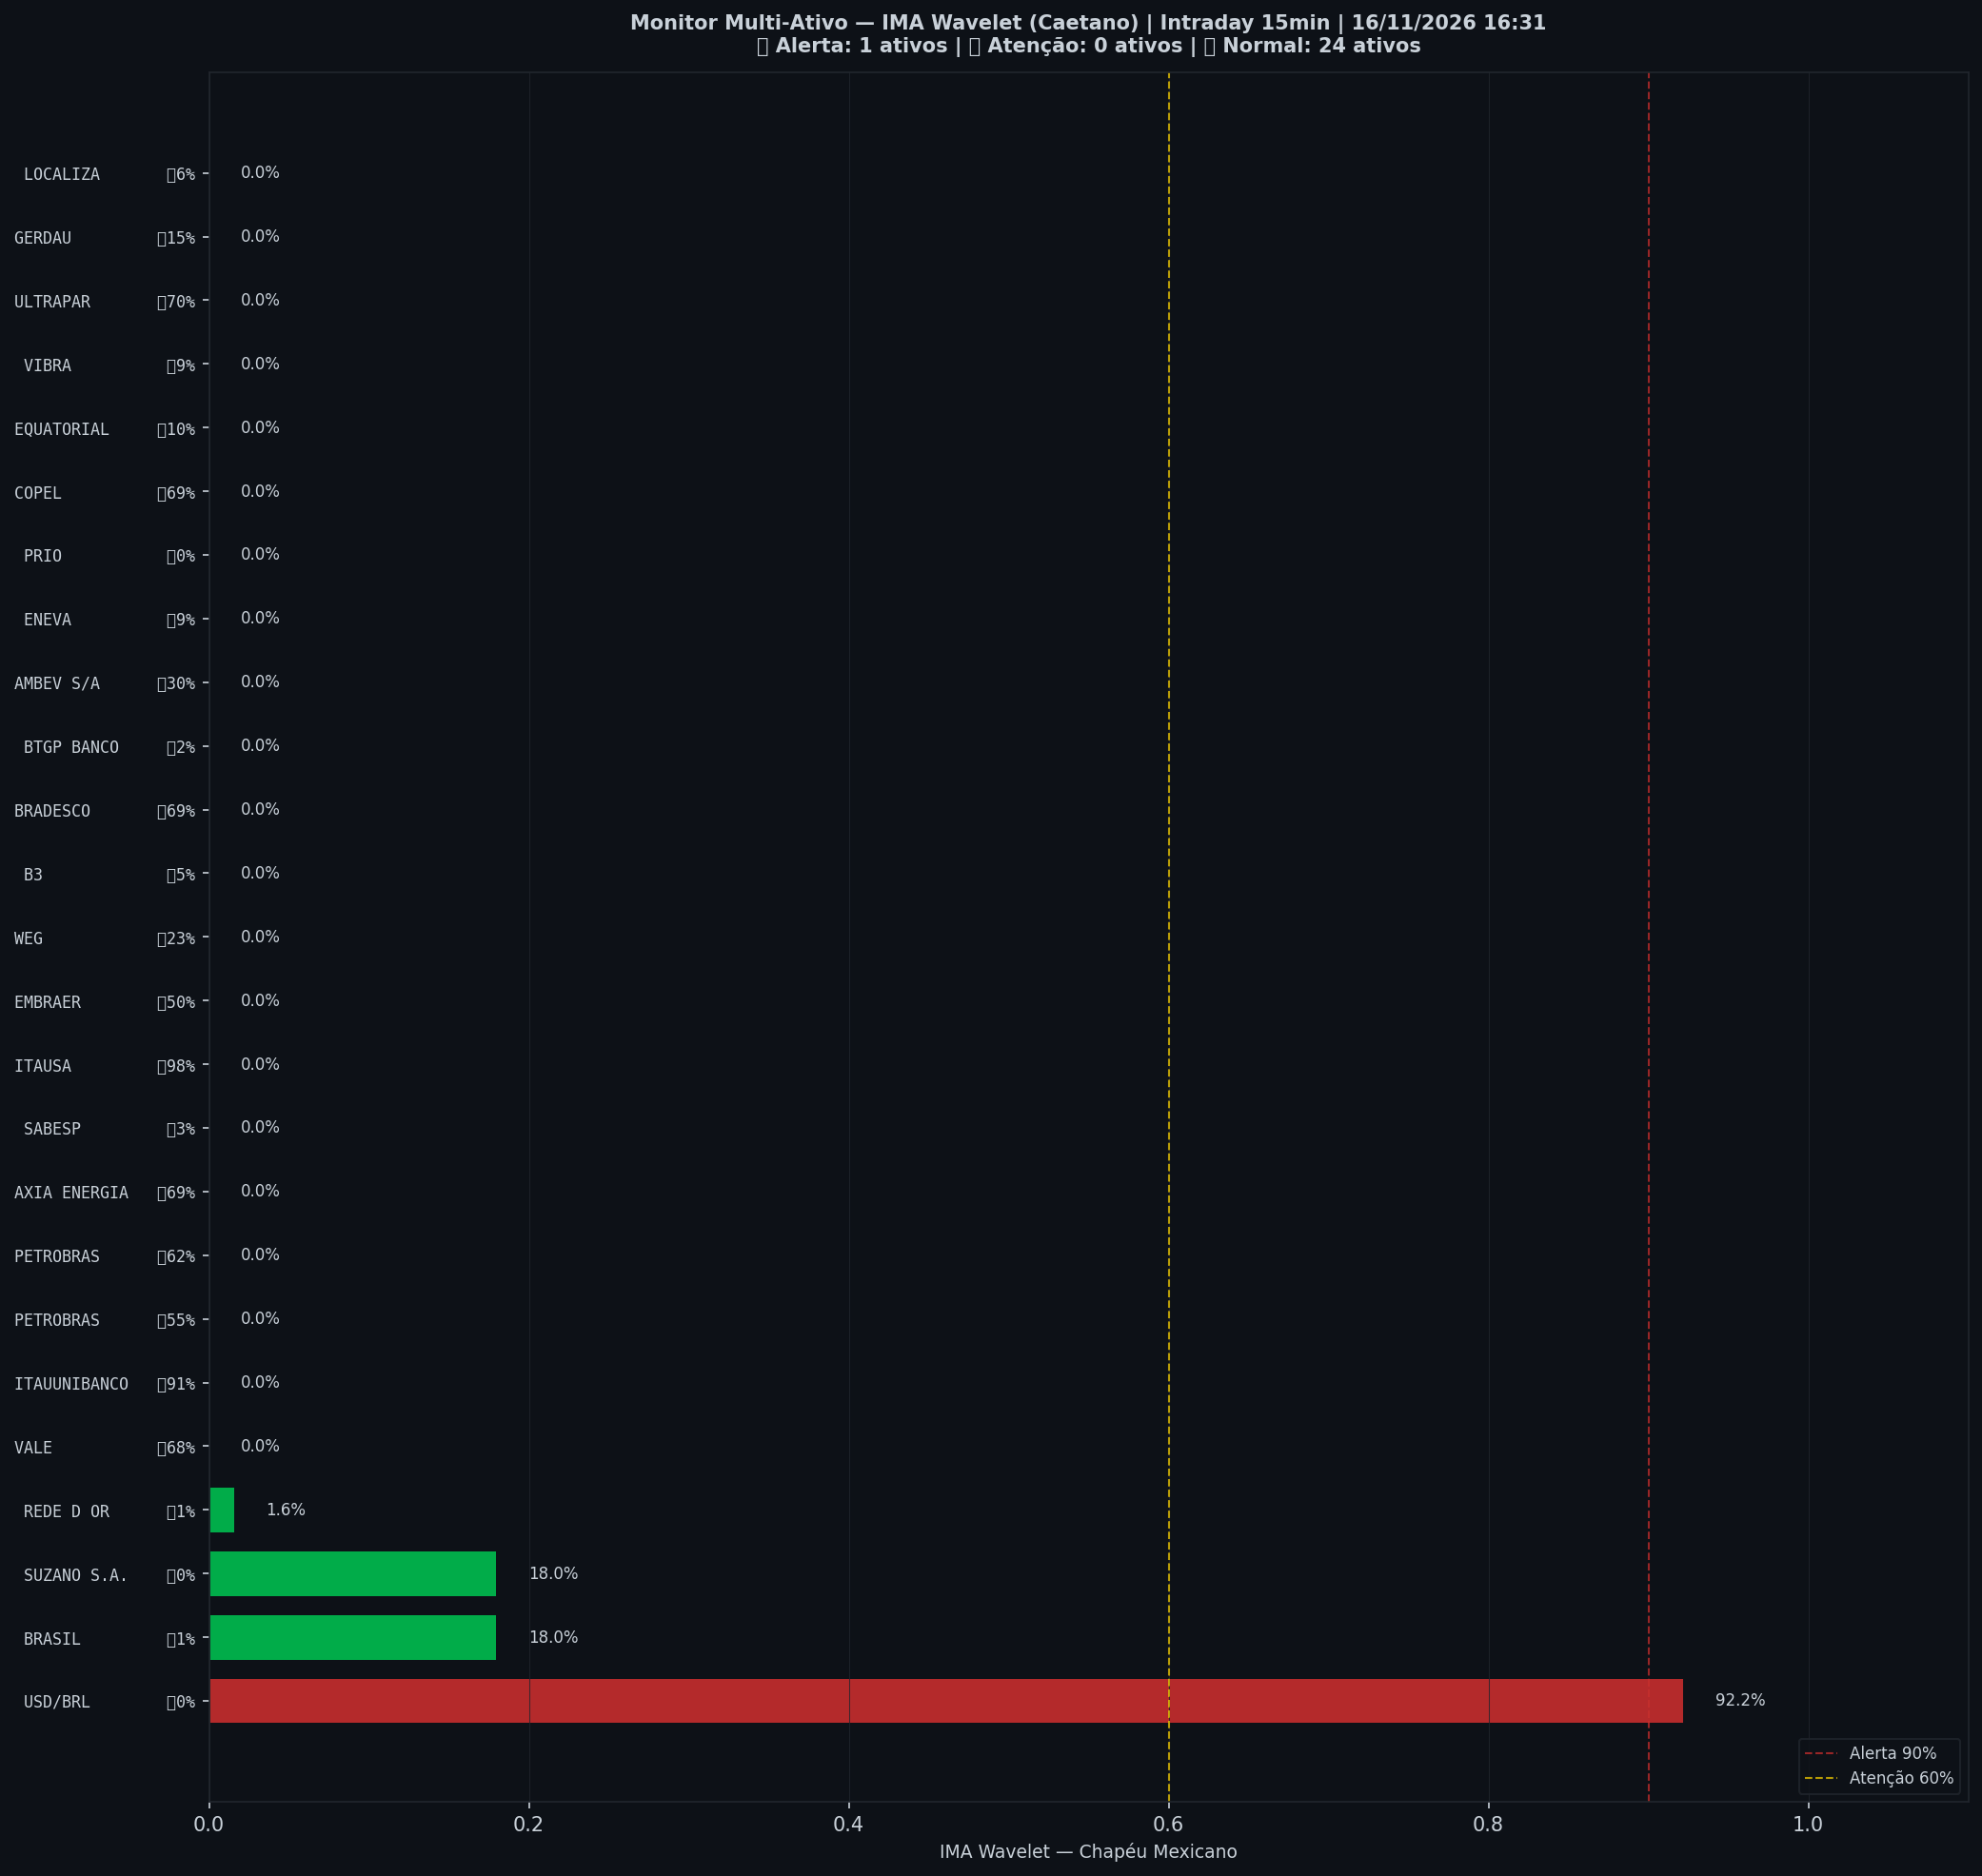 Monitor Multi-Ativo — IMA Wavelet (Caetano) | Intraday 15min | 16/11/2026 16:31
▯ Alerta: 1 ativos | ▯ Atenção: 0 ativos | ▯ Normal: 24 ativos
LOCALIZA ▯6% 0.0%
GERDAU ▯15% 0.0%
ULTRAPAR ▯70% 0.0%
VIBRA ▯9% 0.0%
EQUATORIAL ▯10% 0.0%
COPEL ▯69% 0.0%
PRIO ▯0% 0.0%
ENEVA ▯9% 0.0%
AMBEV S/A ▯30% 0.0%
BTGP BANCO ▯2% 0.0%
BRADESCO ▯69% 0.0%
B3 ▯5% 0.0%
WEG ▯23% 0.0%
EMBRAER ▯50% 0.0%
ITAUSA ▯98% 0.0%
SABESP ▯3% 0.0%
AXIA ENERGIA ▯69% 0.0%
PETROBRAS ▯62% 0.0%
PETROBRAS ▯55% 0.0%
ITAUUNIBANCO ▯91% 0.0%
VALE ▯68% 0.0%
REDE D OR ▯1% 1.6%
SUZANO S.A. ▯0% 18.0%
BRASIL ▯1% 18.0%
USD/BRL ▯0% 92.2%
Alerta 90%
Atenção 60%
0.0 0.2 0.4 0.6 0.8 1.0
IMA Wavelet — Chapéu Mexicano